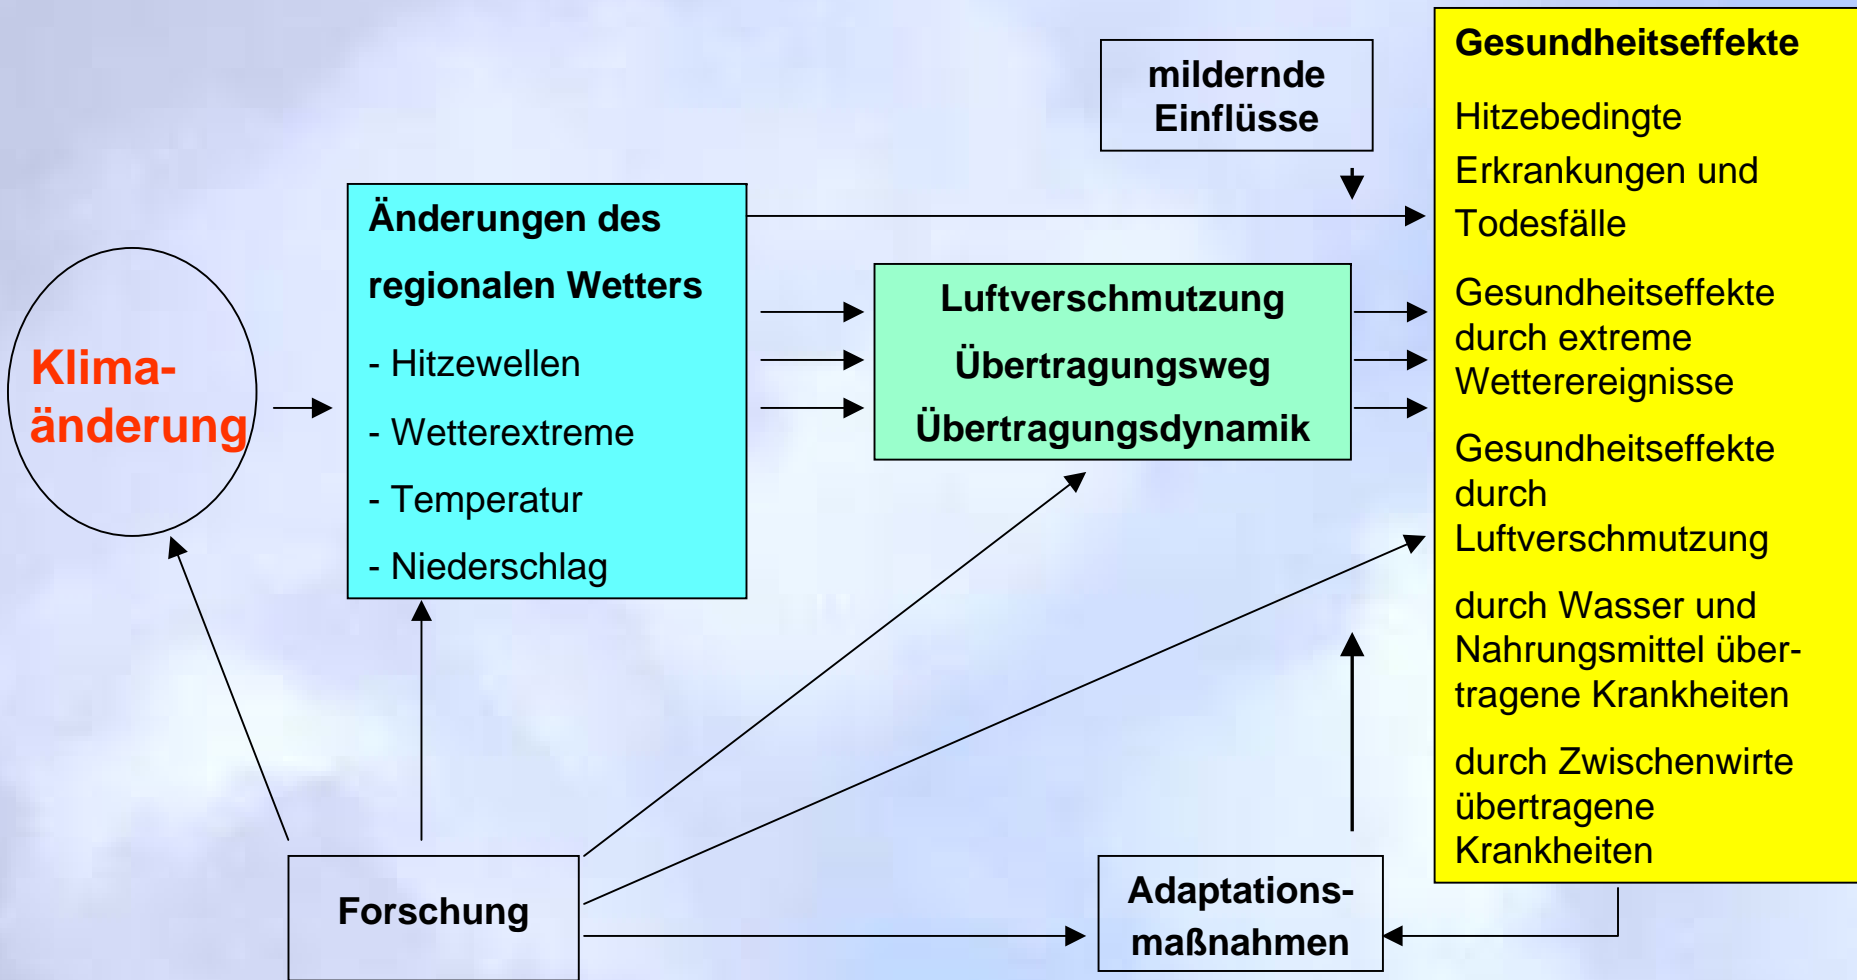 Klima-
änderung
Änderungen des
regionalen Wetters
- Hitzewellen
- Wetterextreme
- Temperatur
- Niederschlag
mildernde
Einflüsse
Luftverschmutzung
Übertragungsweg
Übertragungsdynamik
Gesundheitseffekte
Hitzebedingte
Erkrankungen und
Todesfälle
Gesundheitseffekte
durch extreme
Wetterereignisse
Gesundheitseffekte
durch
Luftverschmutzung
durch Wasser und
Nahrungsmittel über-
tragene Krankheiten
durch Zwischenwirte
übertragene
Krankheiten
Forschung
Adaptations-
maßnahmen